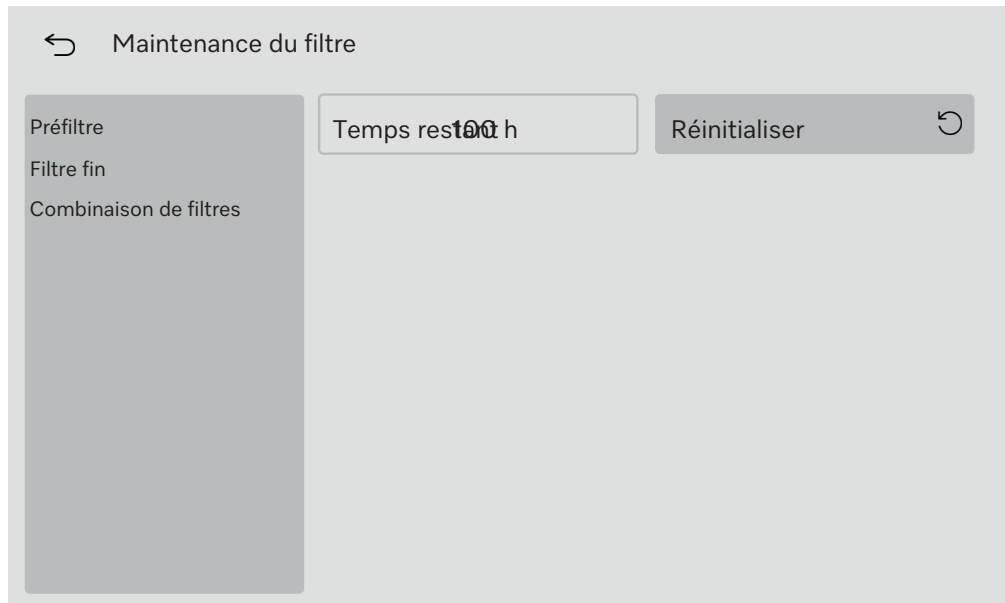 Maintenance du filtre
Préfiltre
Filtre fin
Combinaison de filtres
Temps restant 100 h
Réinitialiser